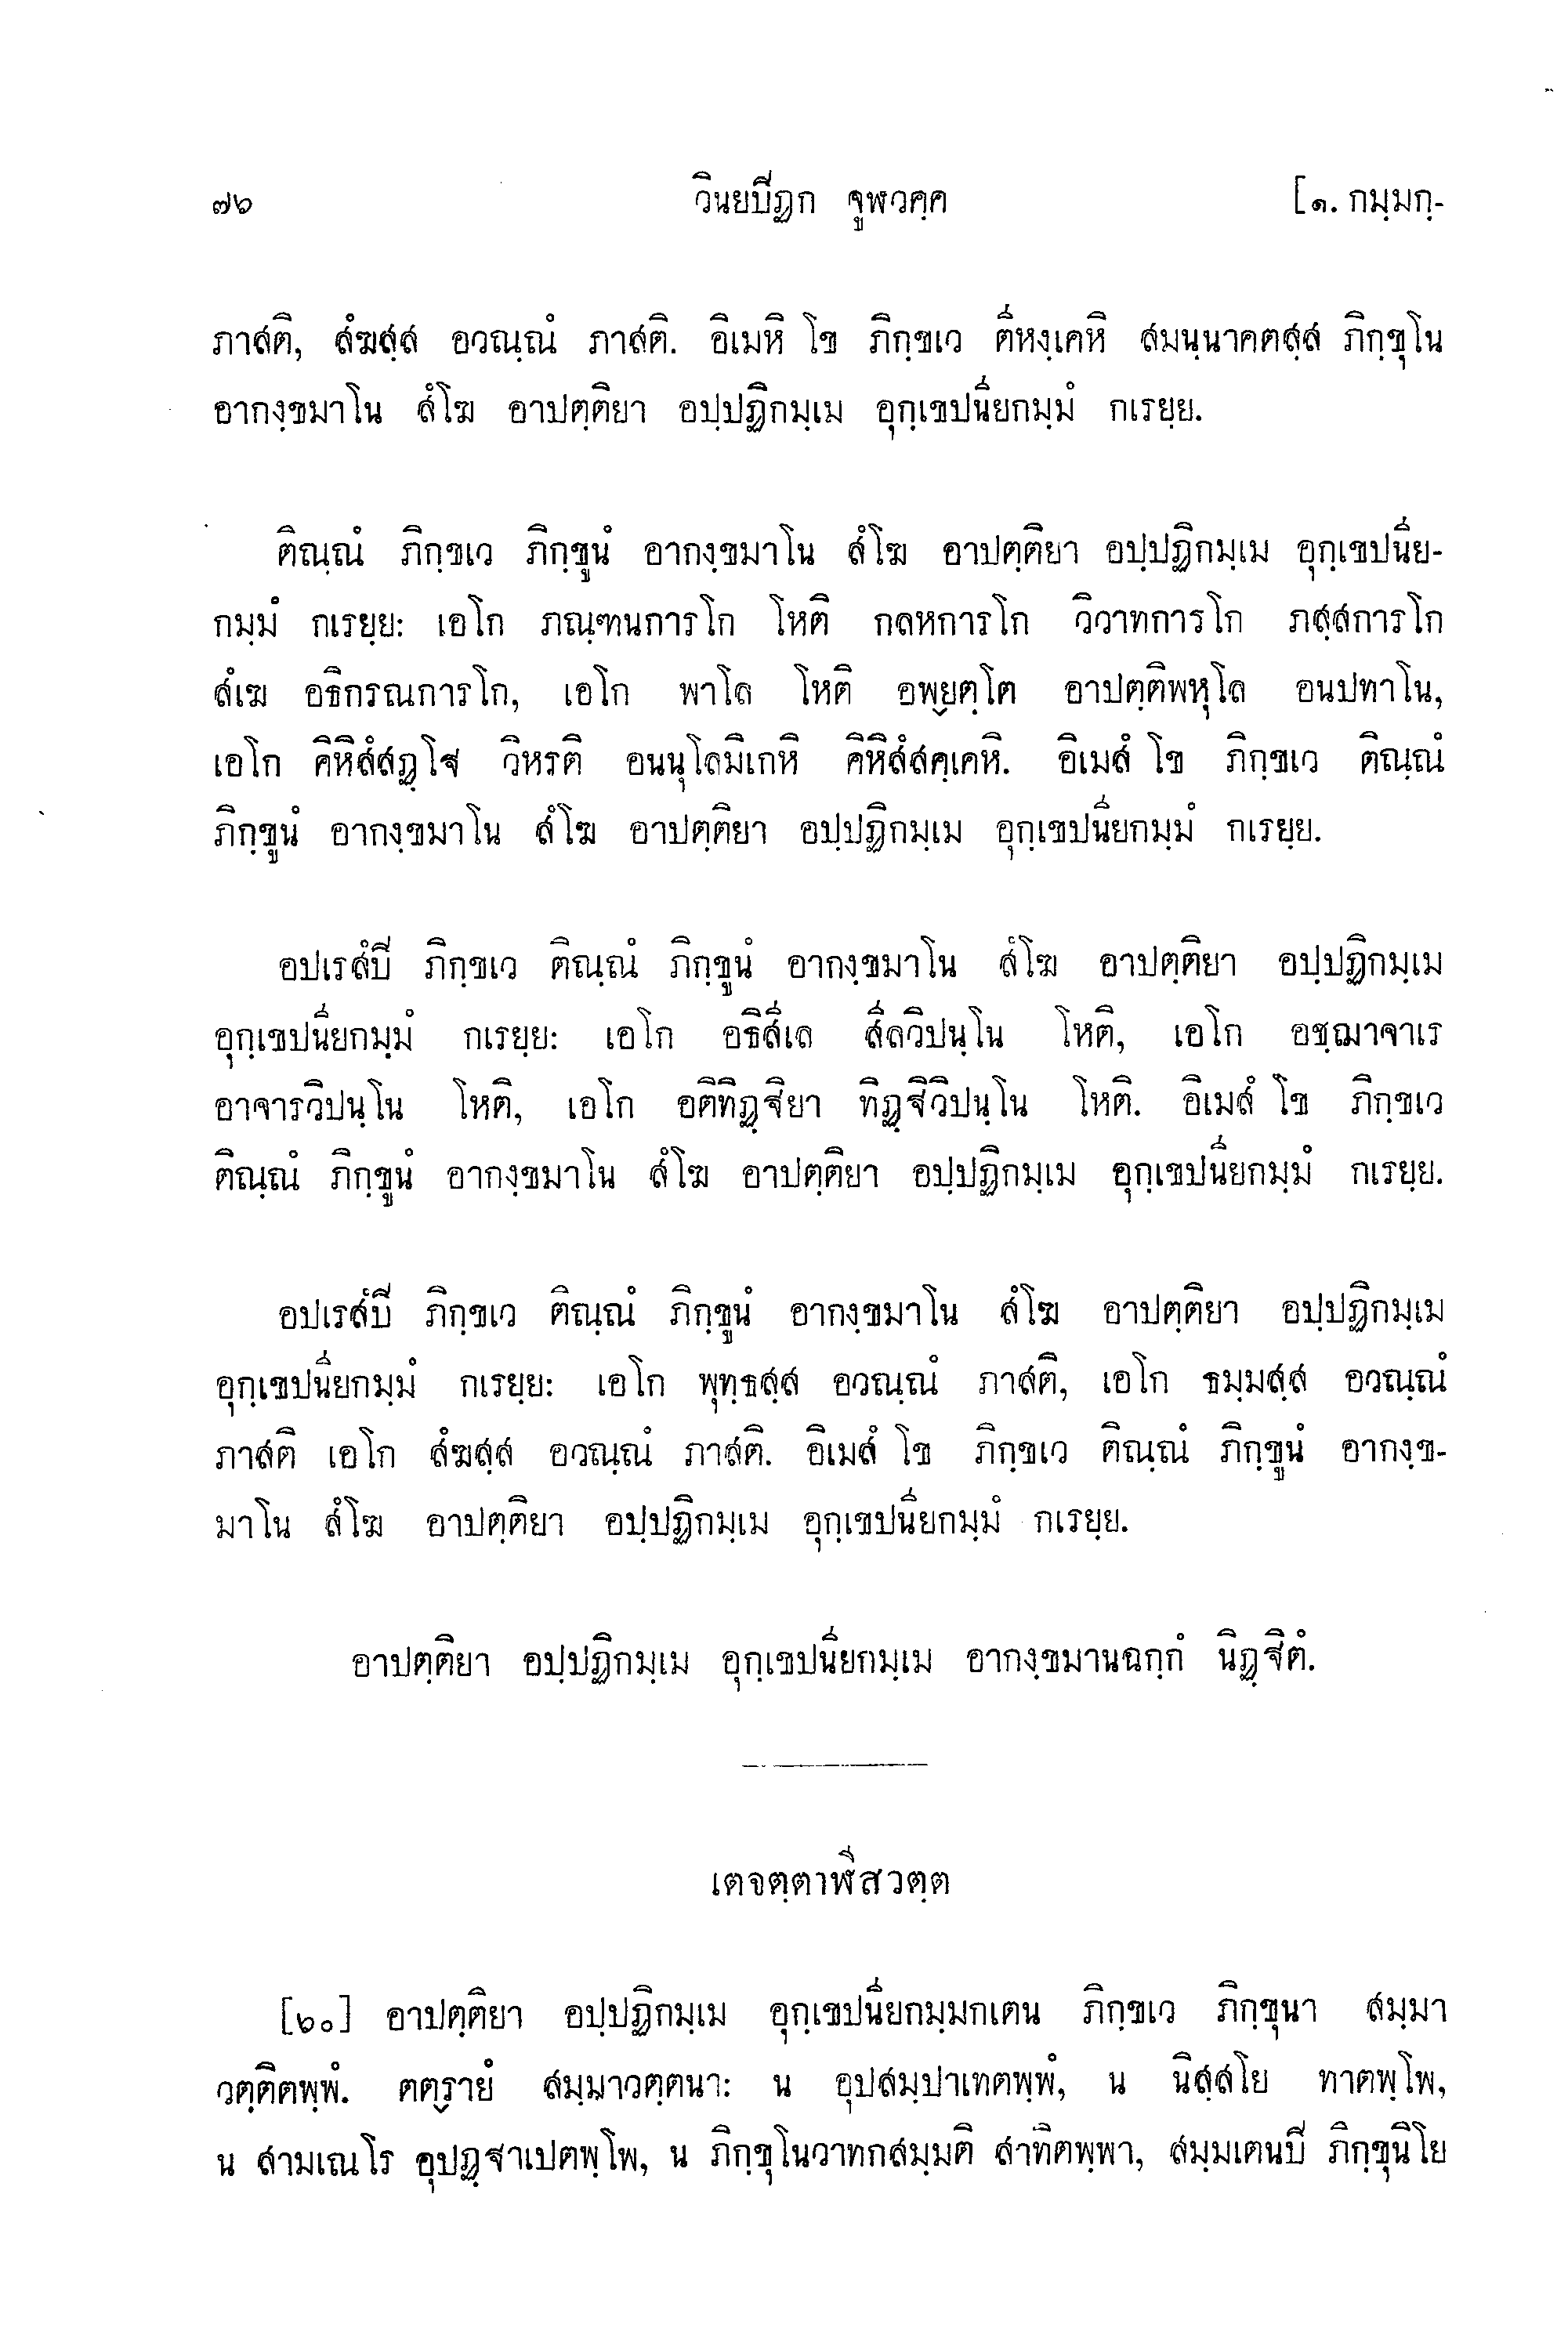 ๗๖ วินยปีฏก จูฬวคฺค [๑. กมฺมกฺ-
ภาสติ, สํฆสฺส อวณฺณํ ภาสติ. อิเมหิ โข ภิกฺขเว ตีหงฺเคหิ สมนฺนาคตสฺส ภิกฺขุโน
อากงฺขมาโน สํโฆ อาปตฺติยา อปฺปฏิกมฺเม อุกฺเขปนียกมฺมํ กเรยฺย.
ติณฺณํ ภิกฺขเว ภิกฺขูนํ อากงฺขมาโน สํโฆ อาปตฺติยา อปฺปฏิกมฺเม อุกฺเขปนีย-
กมฺมํ กเรยฺย: เอโก ภณฺฑนการโก โหติ กลหการโก วิวาทการโก ภสฺสการโก
สํเฆ อธิกรณการโก, เอโก พาโล โหติ อพฺยตฺโต อาปตฺติพหุโล อนปทาโน,
เอโก คิหิสํสฏฺโฐ วิหรติ อนนุโลมิเกหิ คิหิสํสคฺเคหิ. อิเมสํ โข ภิกฺขเว ติณฺณํ
ภิกฺขูนํ อากงฺขมาโน สํโฆ อาปตฺติยา อปฺปฏิกมฺเม อุกฺเขปนียกมฺมํ กเรยฺย.
อปเรสํปี ภิกฺขเว ติณฺณํ ภิกฺขูนํ อากงฺขมาโน สํโฆ อาปตฺติยา อปฺปฏิกมฺเม
อุกฺเขปนียกมฺมํ กเรยฺย: เอโก อธิสีเล สีลวิปนฺโน โหติ, เอโก อชฺฌาจาเร
อาจารวิปนฺโน โหติ, เอโก อติทิฏฺฐิยา ทิฏฺฐิวิปนฺโน โหติ. อิเมสํ โข ภิกฺขเว
ติณฺณํ ภิกฺขูนํ อากงฺขมาโน สํโฆ อาปตฺติยา อปฺปฏิกมฺเม อุกฺเขปนียกมฺมํ กเรยฺย.
อปเรสํปี ภิกฺขเว ติณฺณํ ภิกฺขูนํ อากงฺขมาโน สํโฆ อาปตฺติยา อปฺปฏิกมฺเม
อุกฺเขปนียกมฺมํ กเรยฺย: เอโก พุทฺธสฺส อวณฺณํ ภาสติ, เอโก ธมฺมสฺส อวณฺณํ
ภาสติ เอโก สํฆสฺส อวณฺณํ ภาสติ. อิเมสํ โข ภิกฺขเว ติณฺณํ ภิกฺขูนํ อากงฺข-
มาโน สํโฆ อาปตฺติยา อปฺปฏิกมฺเม อุกฺเขปนียกมฺมํ กเรยฺย.
อาปตฺติยา อปฺปฏิกมฺเม อุกฺเขปนียกมฺเม อากงฺขมานฉกฺกํ นิฏฺฐิตํ.
เตจตฺตาฬีสวตฺต
[๖๐] อาปตฺติยา อปฺปฏิกมฺเม อุกฺเขปนียกมฺมกเตน ภิกฺขเว ภิกฺขุนา สมฺมา
วตฺติตพฺพํ. ตตฺรายํ สมฺมาวตฺตนา: น อุปสมฺปาเทตพฺพํ, น นิสฺสโย ทาตพฺโพ,
น สามเณโร อุปฏฺฐาเปตพฺโพ, น ภิกฺขุโนวาทกสมฺมติ สาทิตพฺพา, สมฺมเตนปี ภิกฺขุนิโย